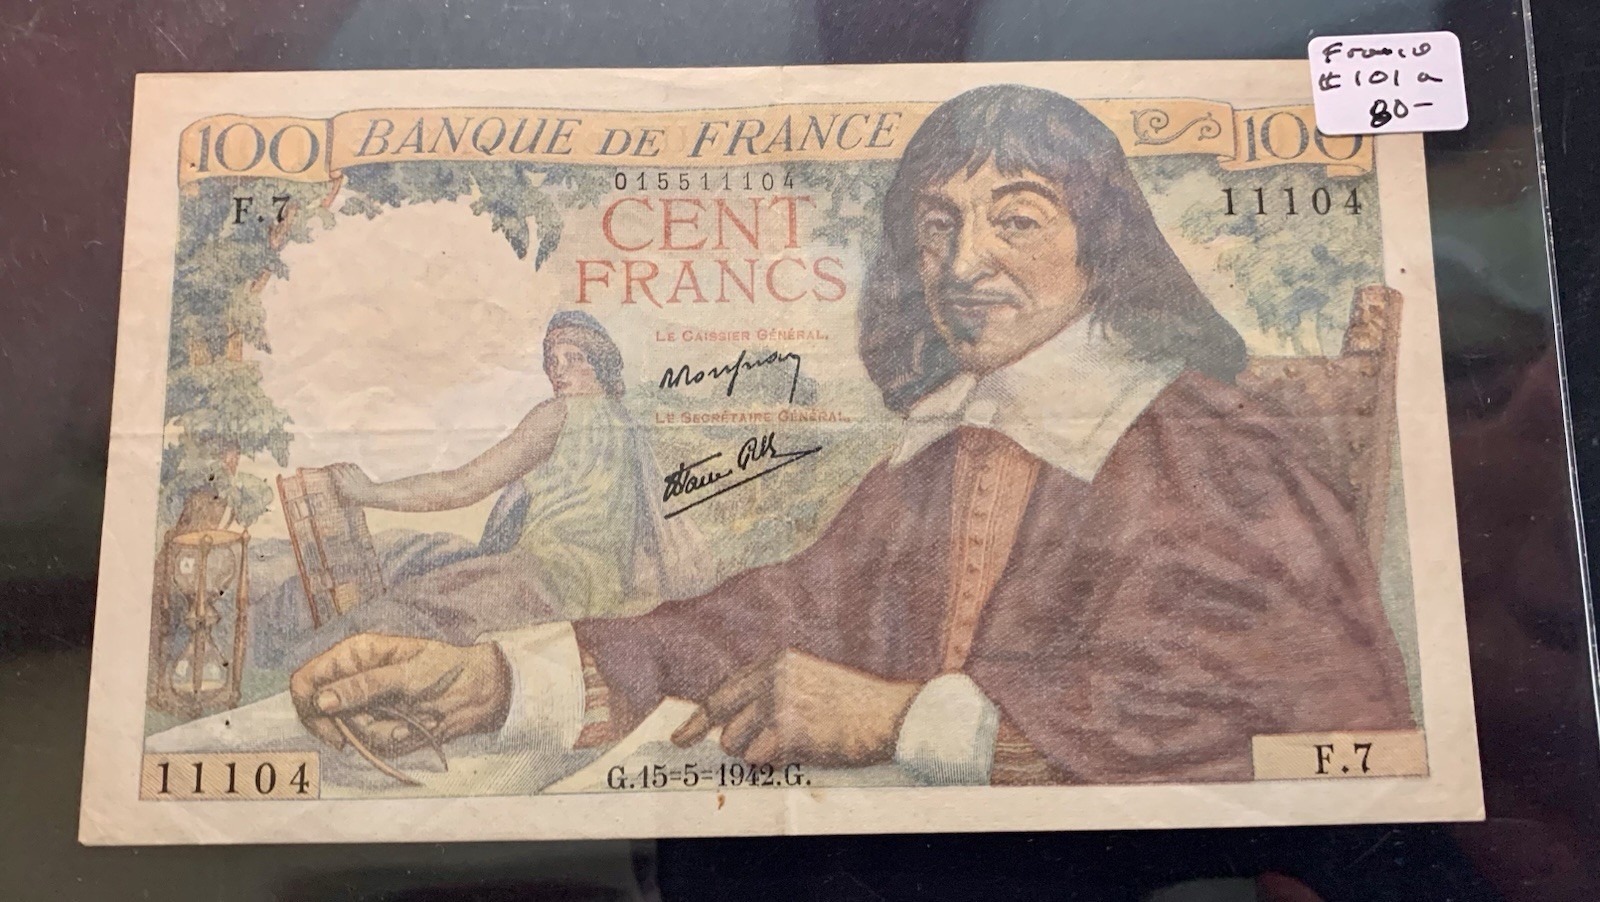 France
# 101 a
80-
100 BANQUE DE FRANCE 100
015511104
F.7 11104
CENT
FRANCS
LE CAISSIER GÉNÉRAL,
LE SECRÉTAIRE GÉNÉRAL,
11104 G.15=5=1942.G. F.7